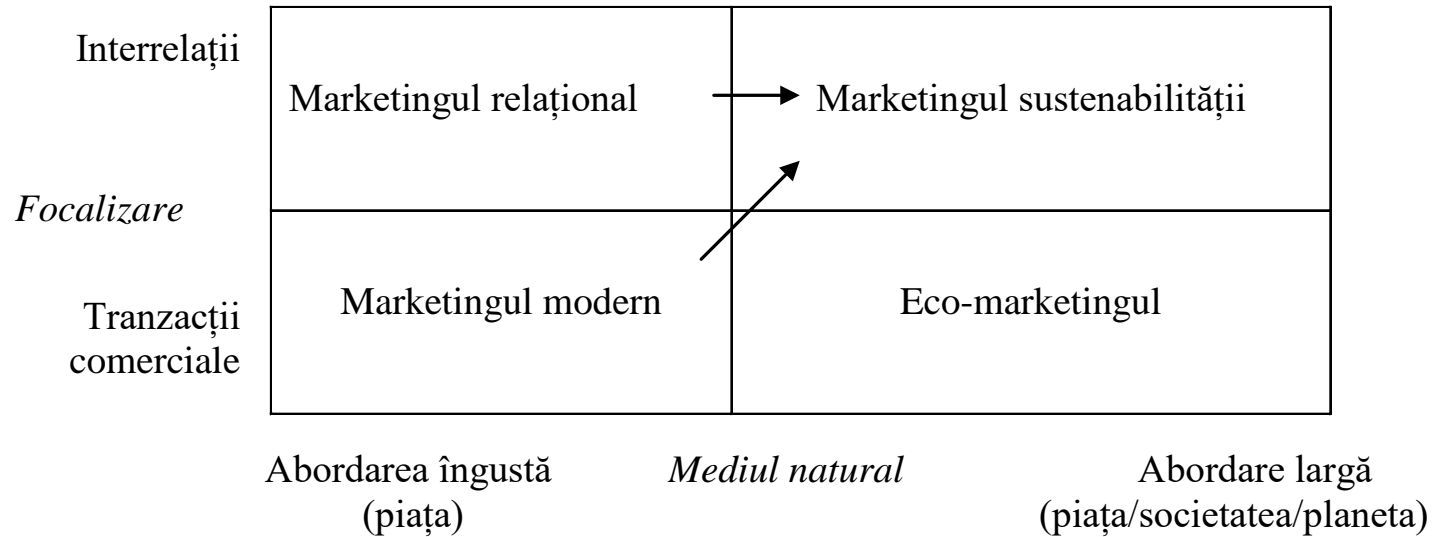 Interrelații
Marketingul relațional
Marketingul sustenabilității
Focalizare
Tranzacții
comerciale
Marketingul modern
Eco-marketingul
Abordarea îngustă
(piața)
Mediul natural
Abordare largă
(piața/societatea/planeta)